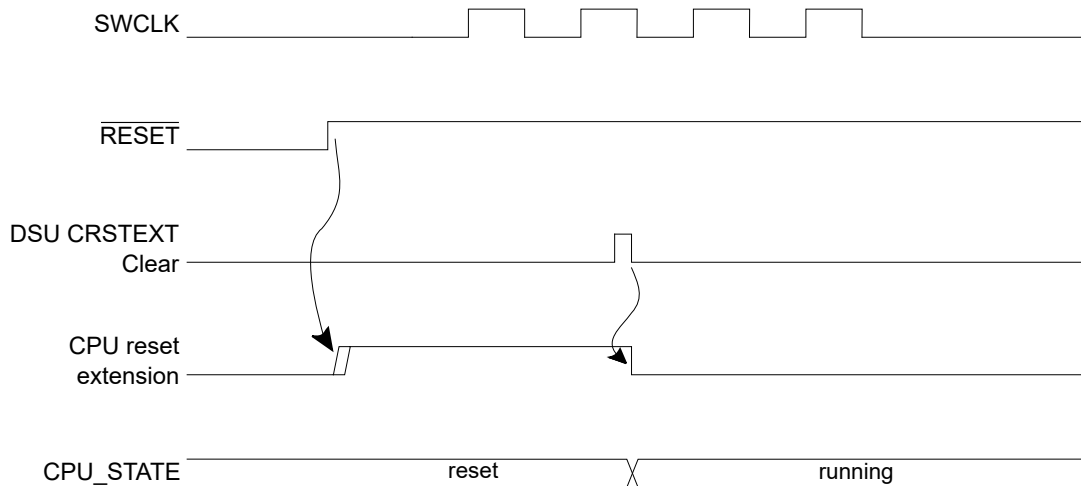 SWCLK
RESET
DSU CRSTEXT
Clear
CPU reset
extension
CPU_STATE
reset
running